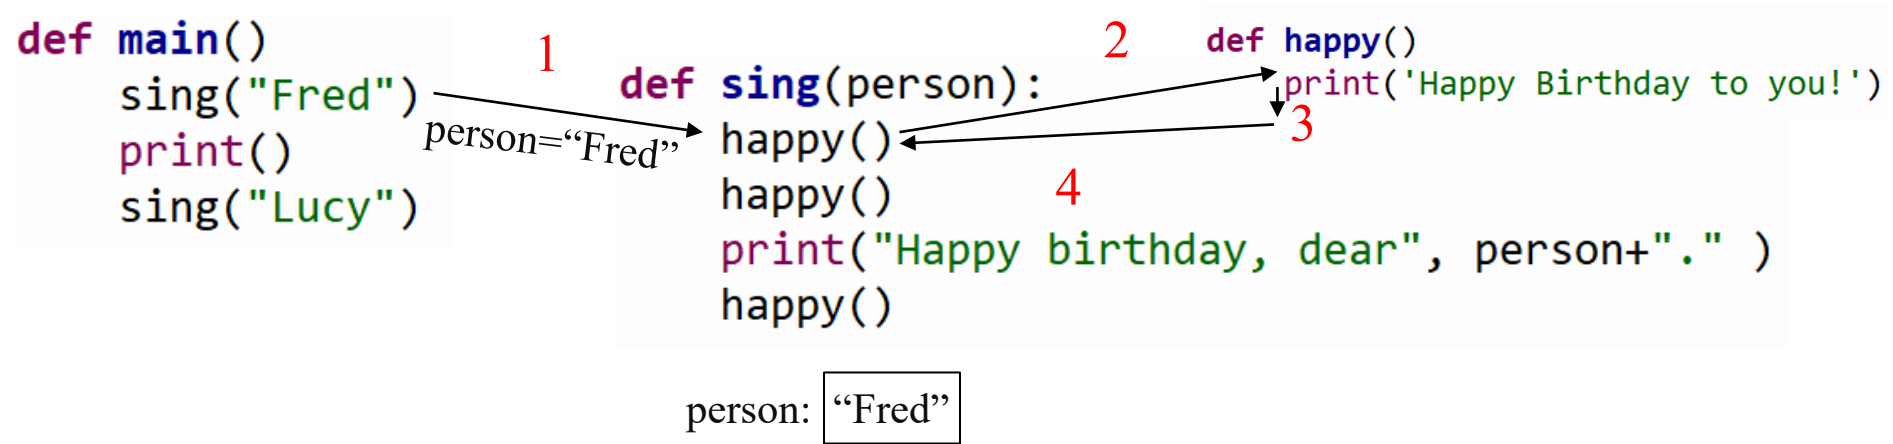 def main()
sing("Fred")
print()
sing("Lucy")
1
person=“Fred”
def sing(person):
happy()
happy()
print("Happy birthday, dear", person+"." )
happy()
2
def happy()
print('Happy Birthday to you!')
3
4
person: “Fred”